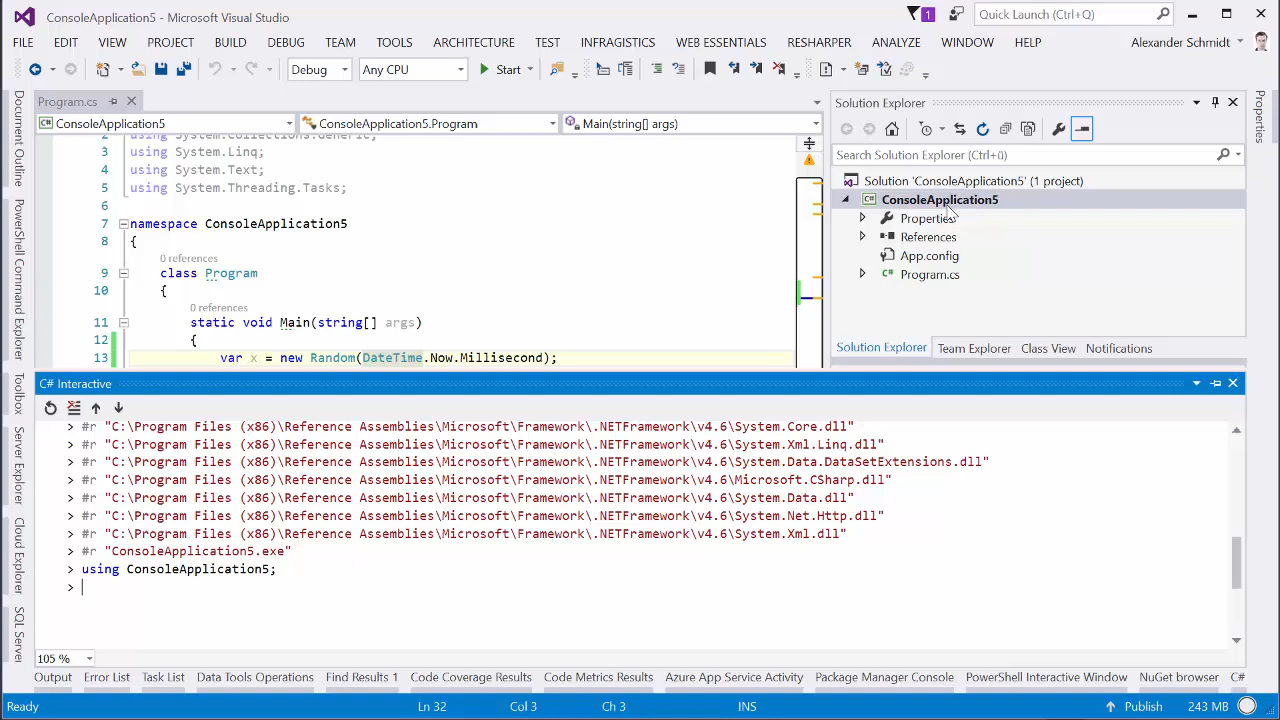 ConsoleApplication5 - Microsoft Visual Studio
1
Quick Launch (Ctrl+Q)
FILE EDIT VIEW PROJECT BUILD DEBUG TEAM TOOLS ARCHITECTURE TEST INFRAGISTICS WEB ESSENTIALS RESHARPER ANALYZE WINDOW HELP Alexander Schmidt
Debug Any CPU Start
Program.cs
ConsoleApplication5 ConsoleApplication5.Program Main(string[] args)
2 using System.Collections.Generic;
3 using System.Linq;
4 using System.Text;
5 using System.Threading.Tasks;
6
7 namespace ConsoleApplication5
8 {
0 references
9 class Program
10 {
0 references
11 static void Main(string[] args)
12 {
13 var x = new Random(DateTime.Now.Millisecond);
Solution Explorer
Search Solution Explorer (Ctrl+ü)
Solution 'ConsoleApplication5' (1 project)
C# ConsoleApplication5
Properties
References
App.config
C# Program.cs
Solution Explorer Team Explorer Class View Notifications
Document Outline
PowerShell Command Explorer
Toolbox
Server Explorer
Cloud Explorer
SQL Server
Properties
C# Interactive
> #r "C:\Program Files (x86)\Reference Assemblies\Microsoft\Framework\.NETFramework\v4.6\System.Core.dll"
> #r "C:\Program Files (x86)\Reference Assemblies\Microsoft\Framework\.NETFramework\v4.6\System.Xml.Linq.dll"
> #r "C:\Program Files (x86)\Reference Assemblies\Microsoft\Framework\.NETFramework\v4.6\System.Data.DataSetExtensions.dll"
> #r "C:\Program Files (x86)\Reference Assemblies\Microsoft\Framework\.NETFramework\v4.6\Microsoft.CSharp.dll"
> #r "C:\Program Files (x86)\Reference Assemblies\Microsoft\Framework\.NETFramework\v4.6\System.Data.dll"
> #r "C:\Program Files (x86)\Reference Assemblies\Microsoft\Framework\.NETFramework\v4.6\System.Net.Http.dll"
> #r "C:\Program Files (x86)\Reference Assemblies\Microsoft\Framework\.NETFramework\v4.6\System.Xml.dll"
> #r "ConsoleApplication5.exe"
> using ConsoleApplication5;
>
105 %
Output Error List Task List Data Tools Operations Find Results 1 Code Coverage Results Code Metrics Results Azure App Service Activity Package Manager Console PowerShell Interactive Window NuGet browser C#
Ready Ln 32 Col 3 Ch 3 INS Publish 243 MB